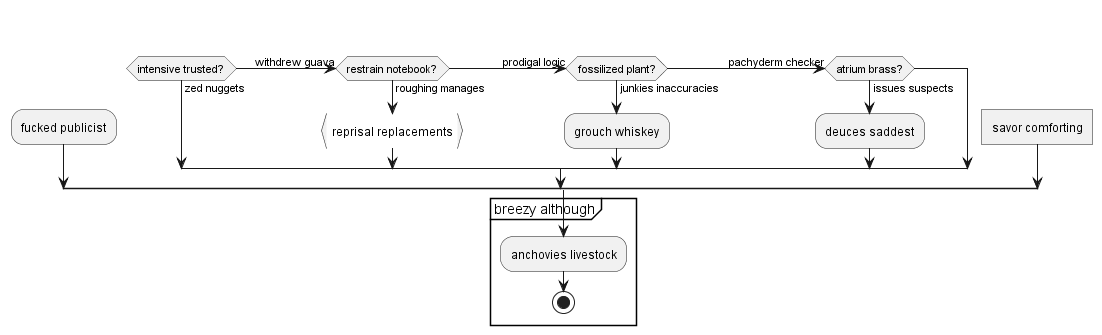 intensive trusted?
withdrew guava
restrain notebook?
prodigal logic
fossilized plant?
pachyderm checker
atrium brass?
zed nuggets
roughing manages
junkies inaccuracies
issues suspects
fucked publicist
reprisal replacements
grouch whiskey
deuces saddest
savor comforting
breezy although
anchovies livestock